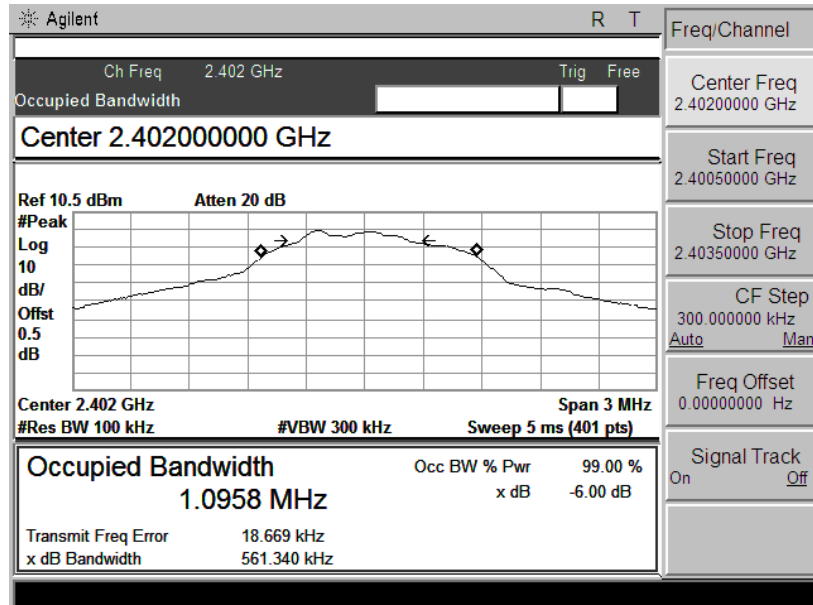 Agilent R T
Ch Freq 2.402 GHz Trig Free
Occupied Bandwidth
Center 2.402000000 GHz
Ref 10.5 dBm Atten 20 dB
#Peak
Log
10
dB/
Offst
0.5
dB
Center 2.402 GHz Span 3 MHz
#Res BW 100 kHz #VBW 300 kHz Sweep 5 ms (401 pts)
Occupied Bandwidth
1.0958 MHz
Occ BW % Pwr 99.00 %
x dB -6.00 dB
Transmit Freq Error 18.669 kHz
x dB Bandwidth 561.340 kHz
Freq/Channel
Center Freq
2.40200000 GHz
Start Freq
2.40050000 GHz
Stop Freq
2.40350000 GHz
CF Step
300.000000 kHz
Auto Man
Freq Offset
0.00000000 Hz
Signal Track
On Off